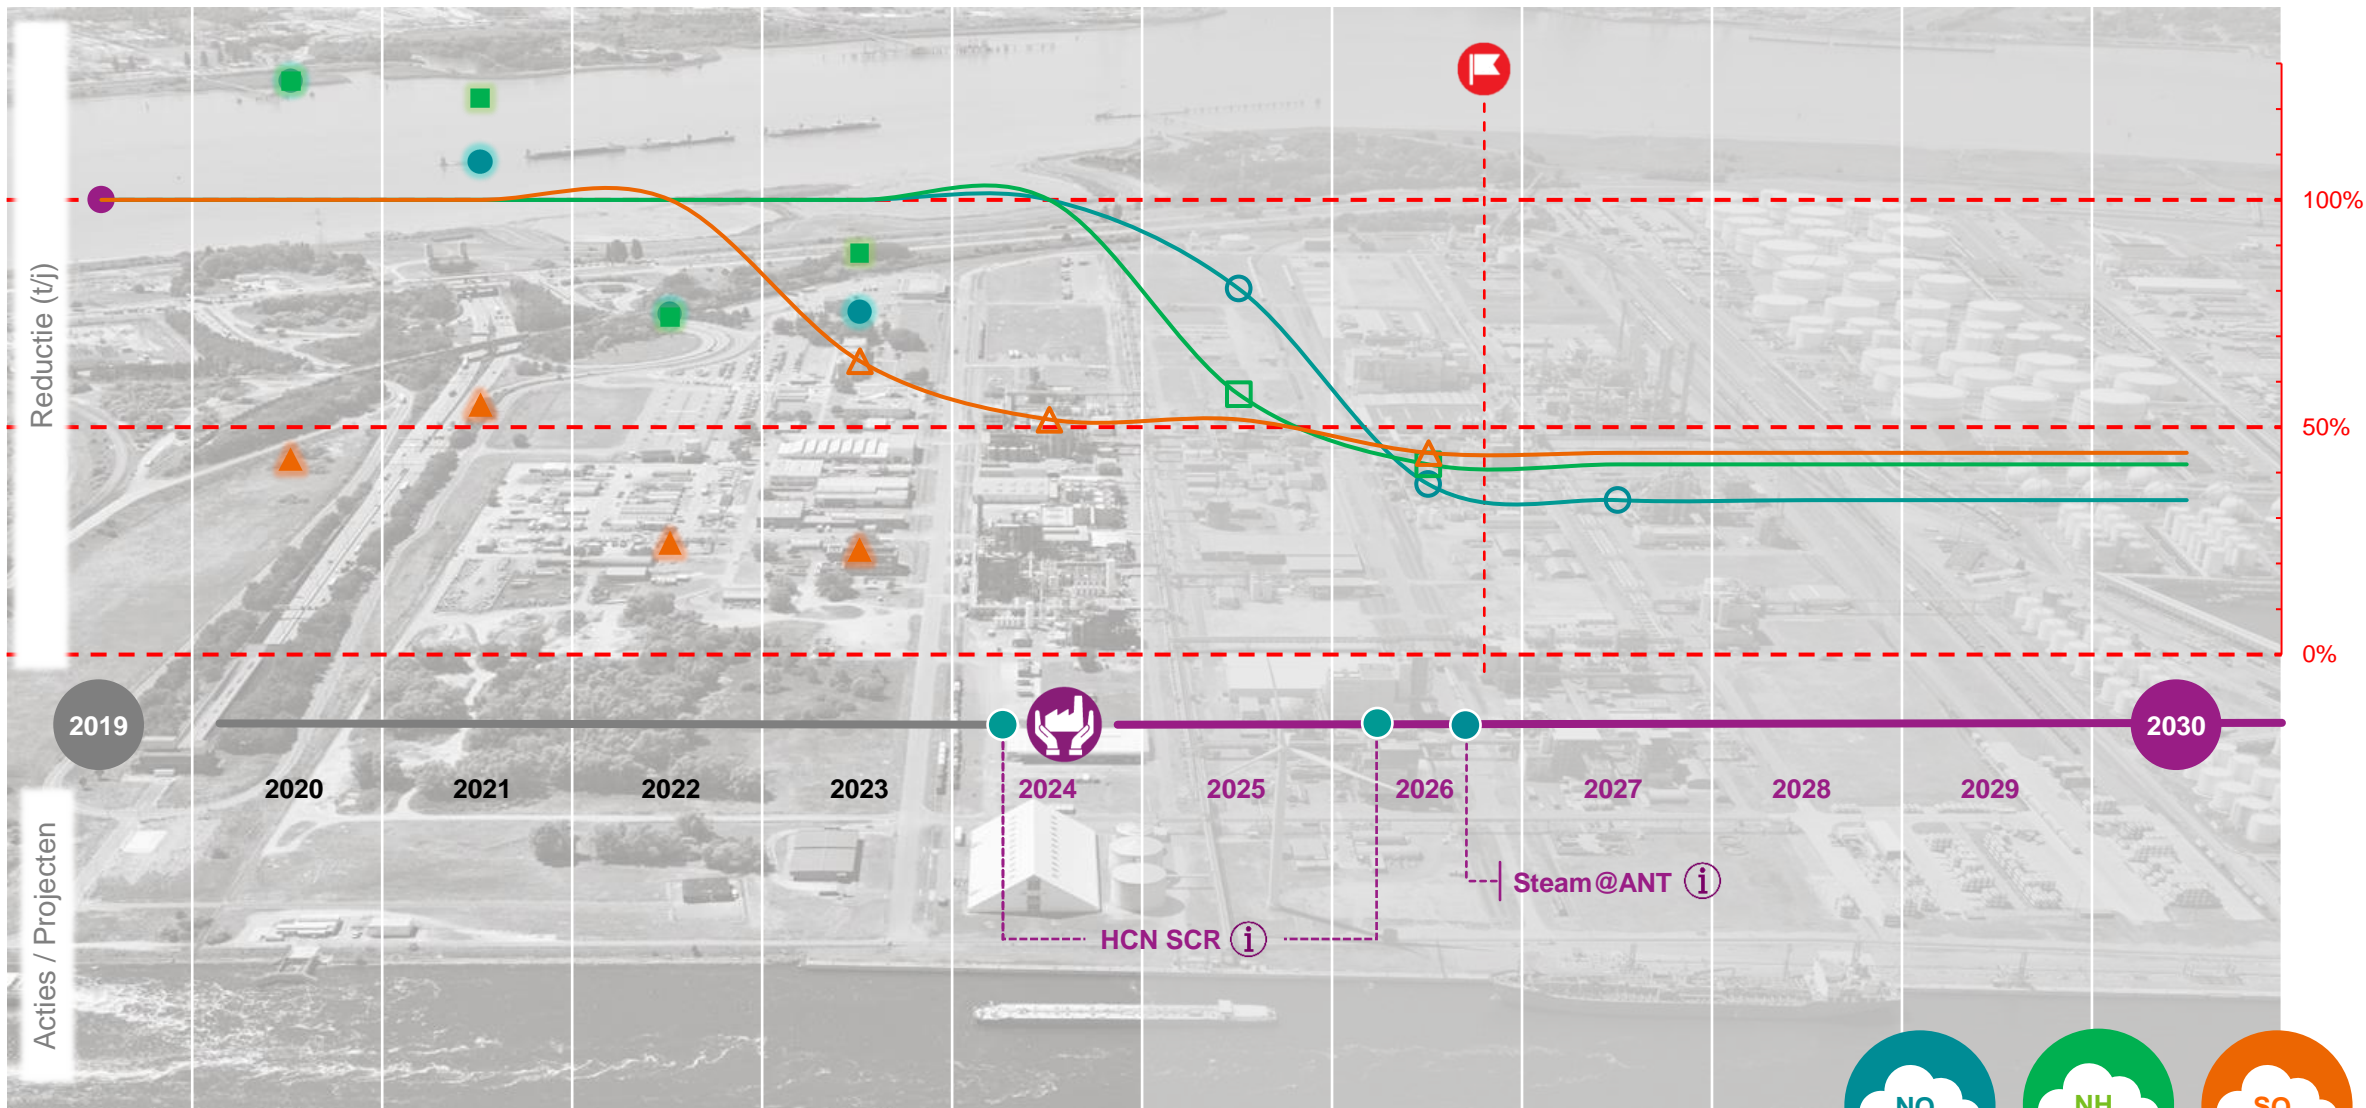 Reductie (t/j)
100%
50%
0%
2019
2030
2020
2021
2022
2023
2024
2025
2026
2027
2028
2029
Acties / Projecten
Steam@ANT i
HCN SCR i
NO
NH
SO